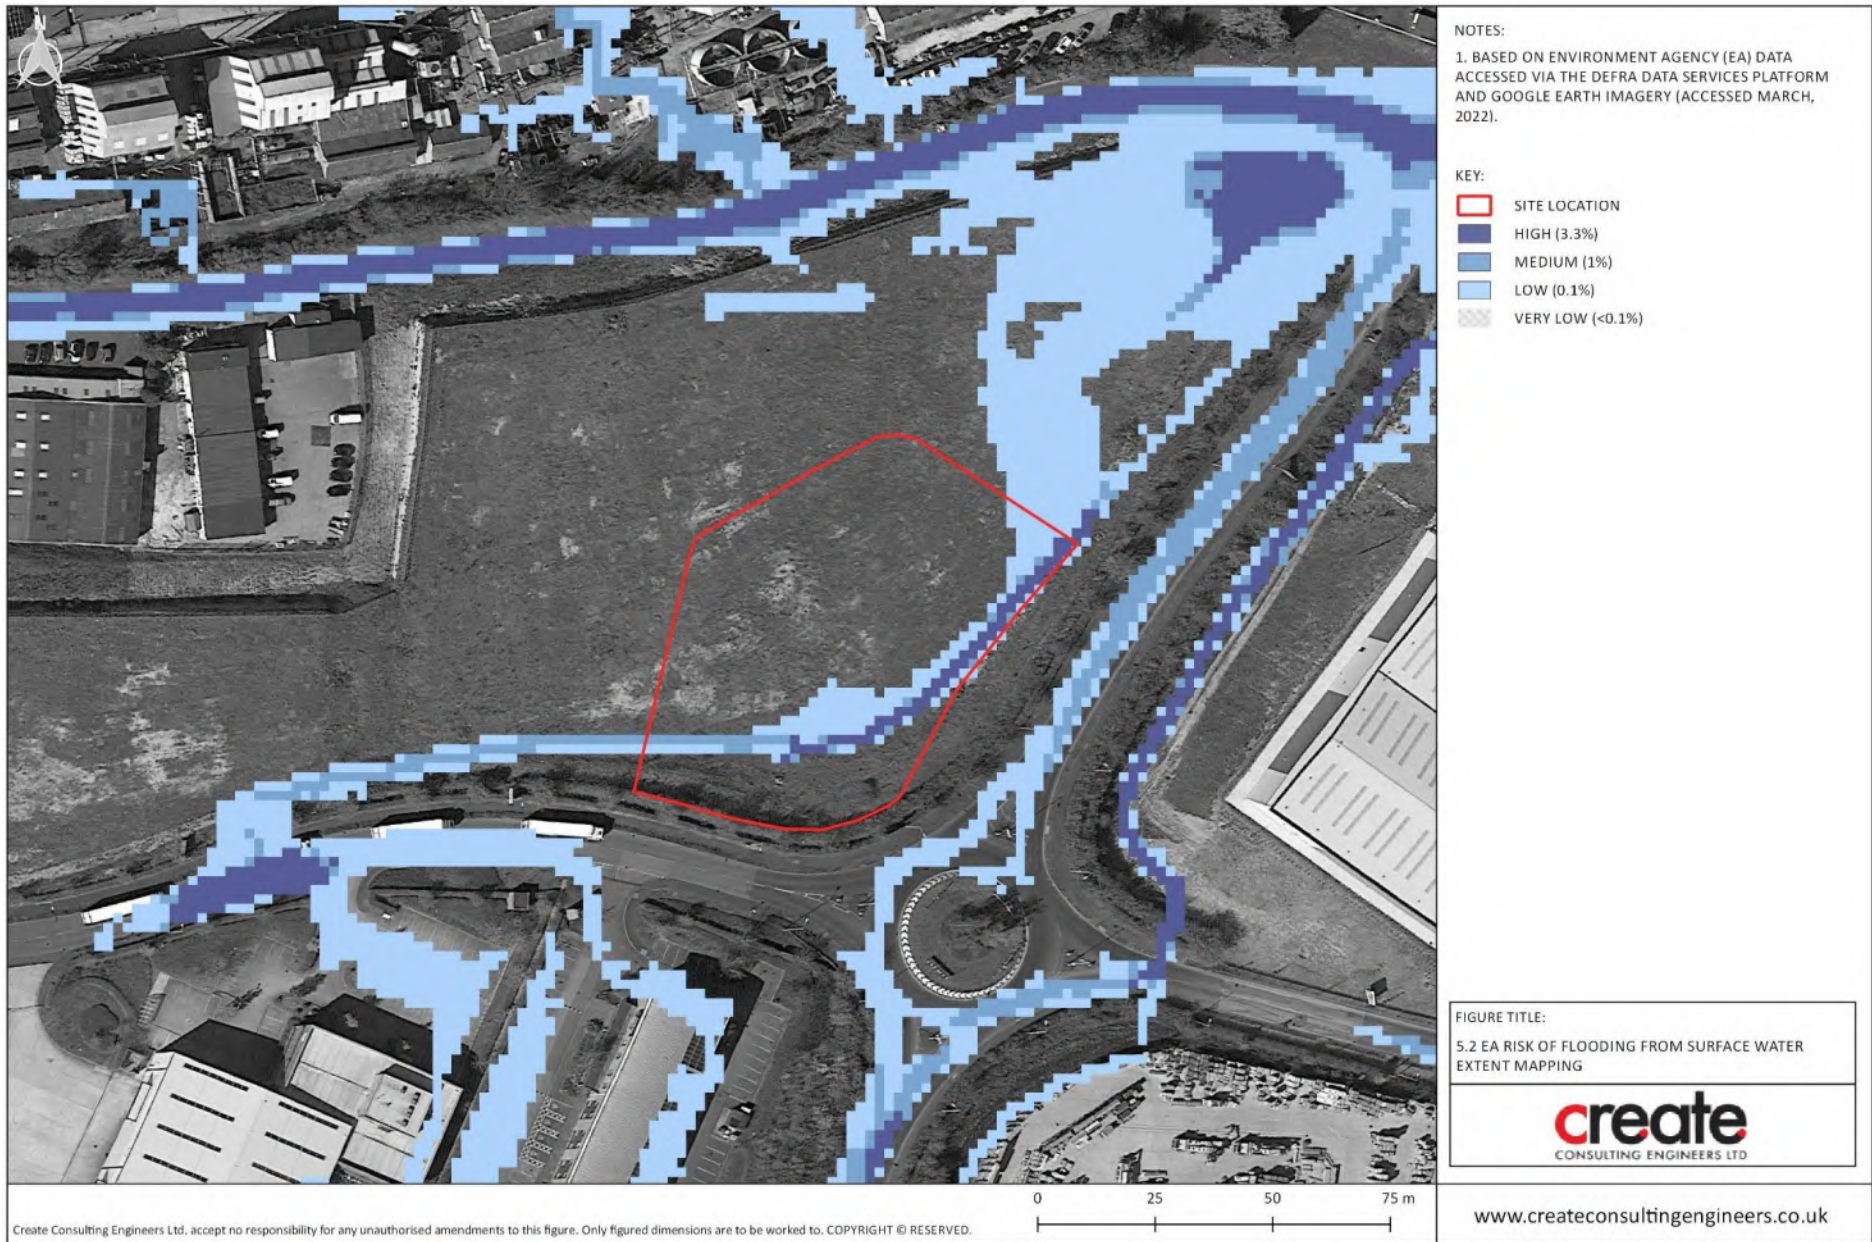 N
NOTES:
1. BASED ON ENVIRONMENT AGENCY (EA) DATA
ACCESSED VIA THE DEFRA DATA SERVICES PLATFORM
AND GOOGLE EARTH IMAGERY (ACCESSED MARCH,
2022).
KEY:
SITE LOCATION
HIGH (3.3%)
MEDIUM (1%)
LOW (0.1%)
VERY LOW (<0.1%)
FIGURE TITLE:
5.2 EA RISK OF FLOODING FROM SURFACE WATER
EXTENT MAPPING
create
CONSULTING ENGINEERS LTD
www.createconsultingengineers.co.uk
0 25 50 75 m
Create Consulting Engineers Ltd. accept no responsibility for any unauthorised amendments to this figure. Only figured dimensions are to be worked to. COPYRIGHT © RESERVED.